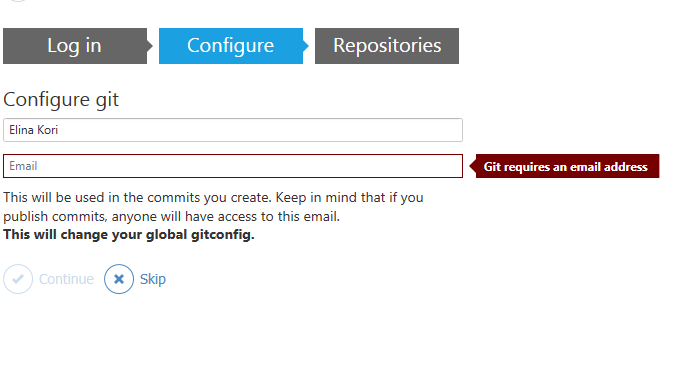 Log in
Configure
Repositories
Configure git
Elina Kori
Email
Git requires an email address
This will be used in the commits you create. Keep in mind that if you
publish commits, anyone will have access to this email.
This will change your global gitconfig.
Continue
Skip